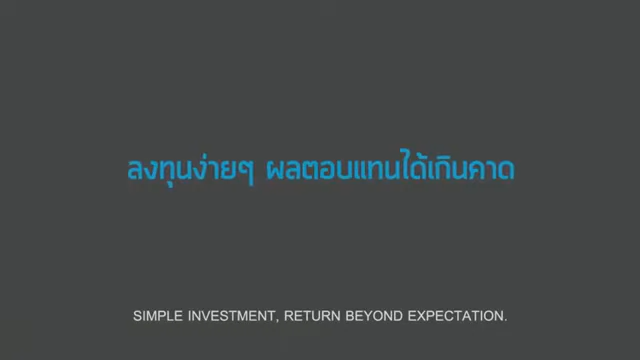 ลงทุนง่ายๆ ผลตอบแทนได้เกินคาด
SIMPLE INVESTMENT, RETURN BEYOND EXPECTATION.